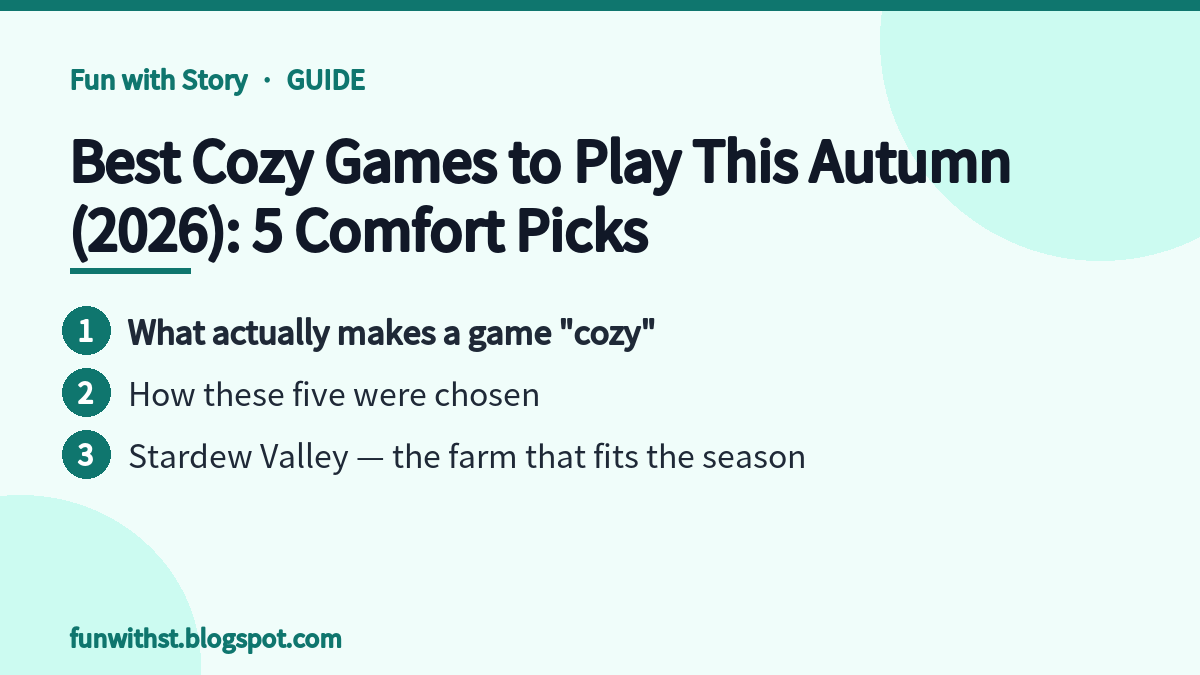 Fun with Story · GUIDE
Best Cozy Games to Play This Autumn
(2026): 5 Comfort Picks
1 What actually makes a game "cozy"
2 How these five were chosen
3 Stardew Valley — the farm that fits the season
funwithst.blogspot.com